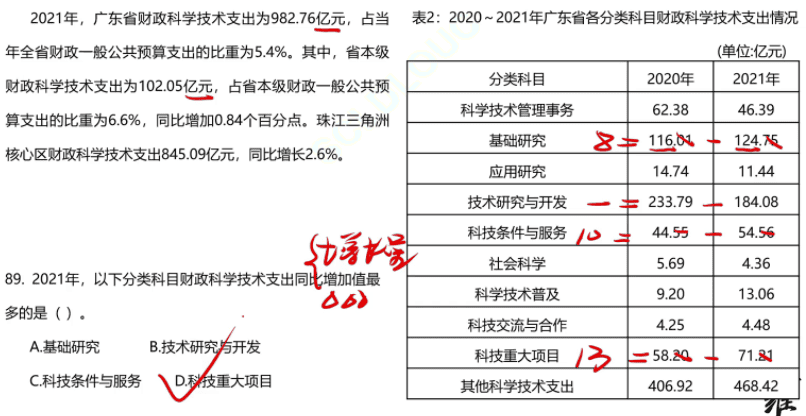 2021年，广东省财政科学技术支出为982.76亿元，占当
年全省财政一般公共预算支出的比重为5.4%。其中，省本级
财政科学技术支出为102.05亿元，占省本级财政一般公共预
算支出的比重为6.6%，同比增加0.84个百分点。珠江三角洲
核心区财政科学技术支出845.09亿元，同比增长2.6%。
大增长量
89. 2021年，以下分类科目财政科学技术支出同比增加值最
多的是（ ）。
A.基础研究 B.技术研究与开发
C.科技条件与服务 D.科技重大项目
表2：2020～2021年广东省各分类科目财政科学技术支出情况
(单位:亿元)
分类科目 2020年 2021年
科学技术管理事务 62.38 46.39
基础研究 8 = 116.01 - 124.75
应用研究 14.74 11.44
技术研究与开发 - = 233.79 - 184.08
科技条件与服务 10 = 44.55 - 54.56
社会科学 5.69 4.36
科学技术普及 9.20 13.06
科技交流与合作 4.25 4.48
科技重大项目 13 = 58.20 - 71.21
其他科学技术支出 406.92 468.42